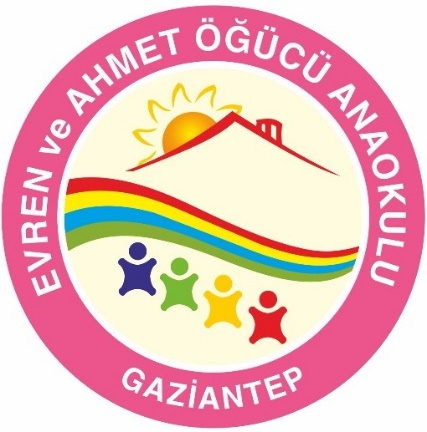 EVREN ve AHMET ÖĞÜCÜ ANAOKULU
GAZİANTEP